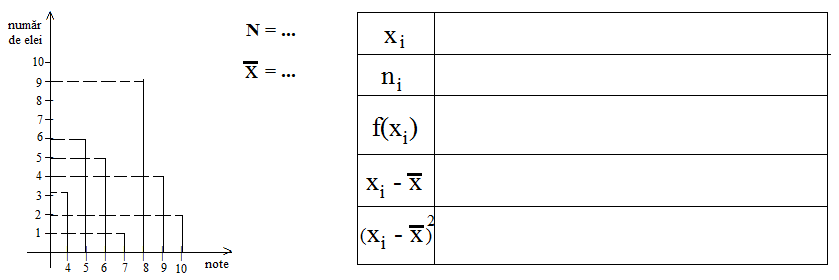 număr
de elei
10
9
8
7
6
5
4
3
2
1
4 5 6 7 8 9 10
note
N = ...
X̅ = ...
xᵢ
nᵢ
f(xᵢ)
xᵢ - x̅
(xᵢ - x̅)²